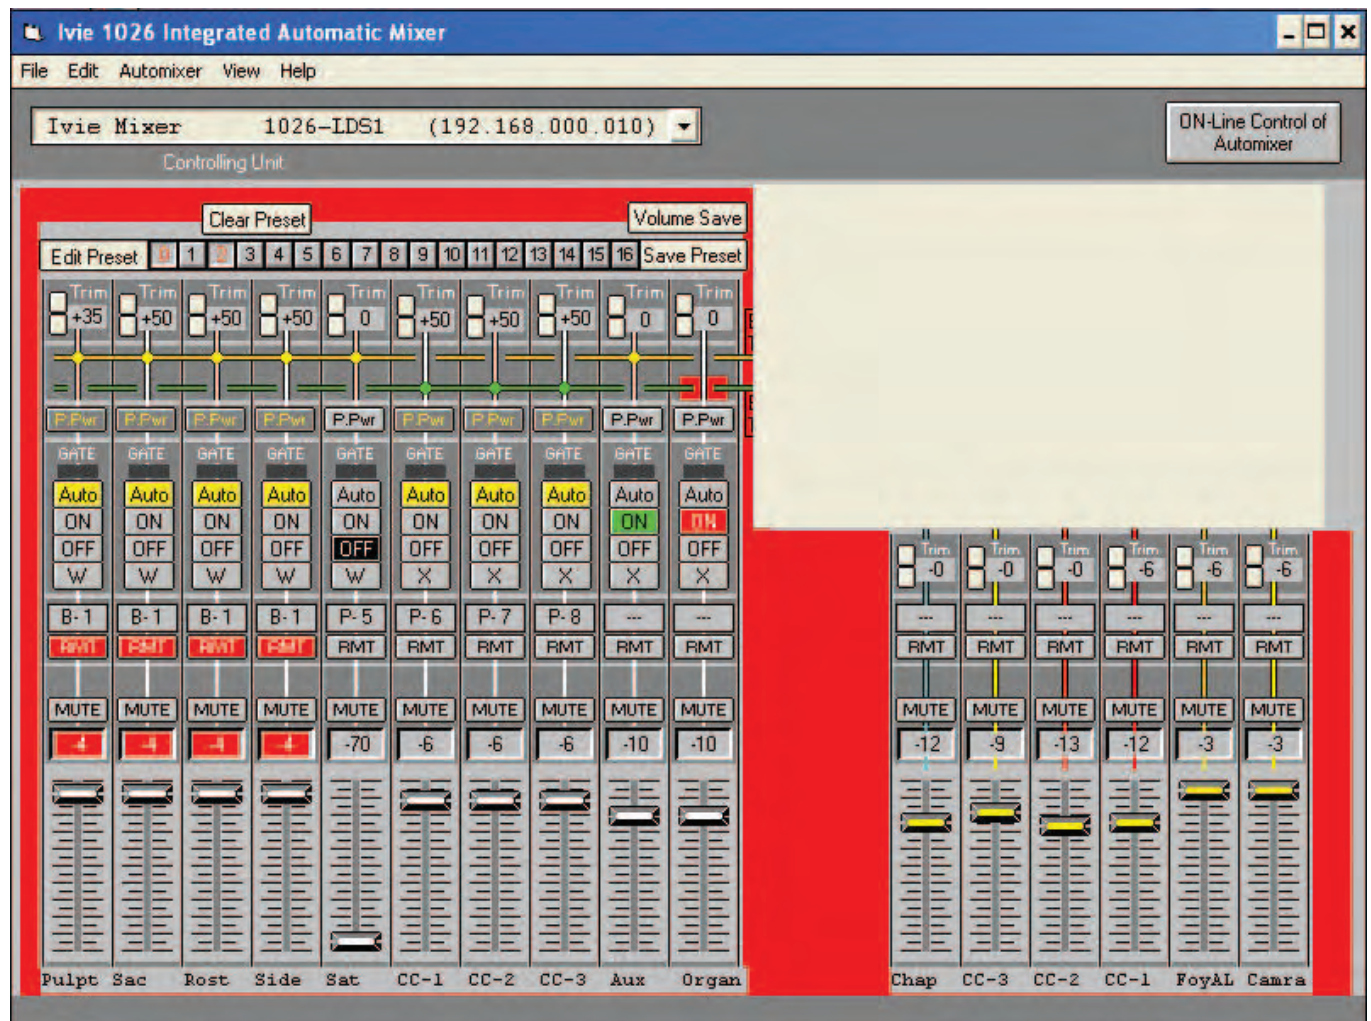 Ivie 1026 Integrated Automatic Mixer
File Edit Automixer View Help
Ivie Mixer 1026-LDS1 (192.168.000.010)
ON-Line Control of
Automixer
Controlling Unit
Clear Preset Volume Save
Edit Preset 1 2 3 4 5 6 7 8 9 10 11 12 13 14 15 16 Save Preset
Trim Trim Trim Trim Trim Trim Trim Trim Trim Trim
+35 +50 +50 +50 0 +50 +50 +50 0 0
P.Pwr P.Pwr P.Pwr P.Pwr P.Pwr P.Pwr P.Pwr P.Pwr P.Pwr P.Pwr
GATE GATE GATE GATE GATE GATE GATE GATE GATE GATE
Auto Auto Auto Auto Auto Auto Auto Auto Auto Auto
ON ON ON ON ON ON ON ON ON ON
OFF OFF OFF OFF OFF OFF OFF OFF OFF OFF
W W W W W X X X X X
Trim Trim Trim Trim Trim Trim
-0 -0 -0 -6 -6 -6
B-1 B-1 B-1 B-1 P-5 P-6 P-7 P-8 --- --- --- --- --- --- --- ---
RMT RMT RMT RMT RMT RMT RMT RMT RMT RMT RMT RMT RMT RMT RMT RMT
MUTE MUTE MUTE MUTE MUTE MUTE MUTE MUTE MUTE MUTE MUTE MUTE MUTE MUTE MUTE MUTE
-4 -4 -4 -4 -70 -6 -6 -6 -10 -10 -12 -9 -13 -12 -3 -3
Pulpt Sac Rost Side Sat CC-1 CC-2 CC-3 Aux Organ Chap CC-3 CC-2 CC-1 FoyAL Camra